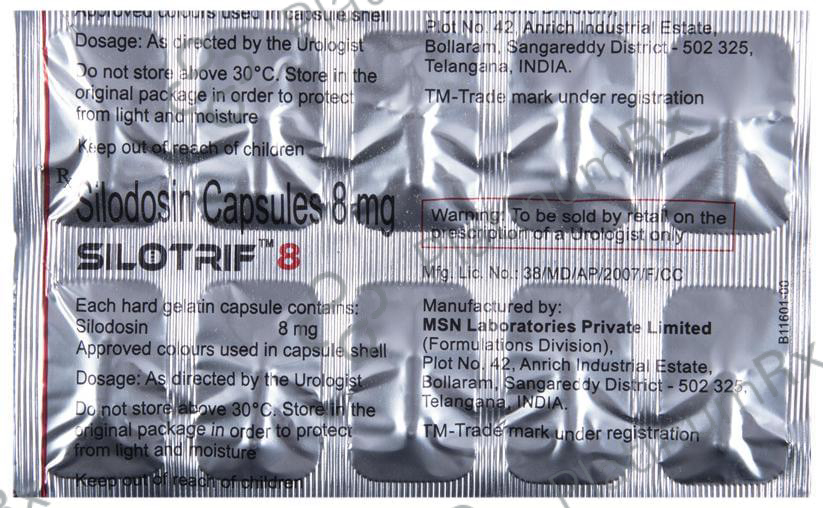 Approved colours used in capsule shell
Dosage: As directed by the Urologist
Do not store above 30°C. Store in the
original package in order to protect
from light and moisture
Keep out of reach of children
Plot No. 42, Anrich Industrial Estate,
Bollaram, Sangareddy District - 502 325,
Telangana, INDIA.
TM-Trade mark under registration
Rx
Silodosin Capsules 8 mg
SILOTRIF™ 8
Warning: To be sold by retail on the
prescription of a Urologist only
Mfg. Lic. No.: 38/MD/AP/2007/F/CC
Each hard gelatin capsule contains:
Silodosin 8 mg
Approved colours used in capsule shell
Dosage: As directed by the Urologist
Do not store above 30°C. Store in the
original package in order to protect
from light and moisture
Keep out of reach of children
Manufactured by:
MSN Laboratories Private Limited
(Formulations Division),
Plot No. 42, Anrich Industrial Estate,
Bollaram, Sangareddy District - 502 325,
Telangana, INDIA.
TM-Trade mark under registration
B11601-00
PlatinumRx